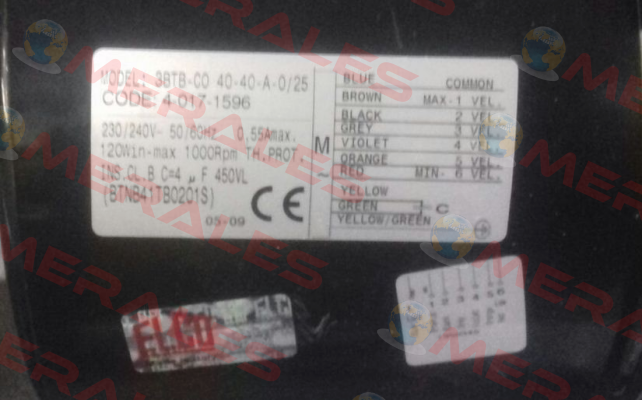 MODEL: 3BTB-CO 40-40-A-0/25
CODE: 4-017-1596
230/240V- 50/60Hz 0.55Amax.
120Win-max 1000Rpm TH.PROT.
INS.CL.B C=4 µF 450VL
(BTNB41TB0201S)
05-09
CE
M
~
BLUE COMMON
BROWN MAX-1 VEL.
BLACK 2 VEL.
GREY 3 VEL.
VIOLET 4 VEL.
ORANGE 5 VEL.
RED MIN- 6 VEL.
YELLOW
GREEN C
YELLOW/GREEN
ELCO
MERALES